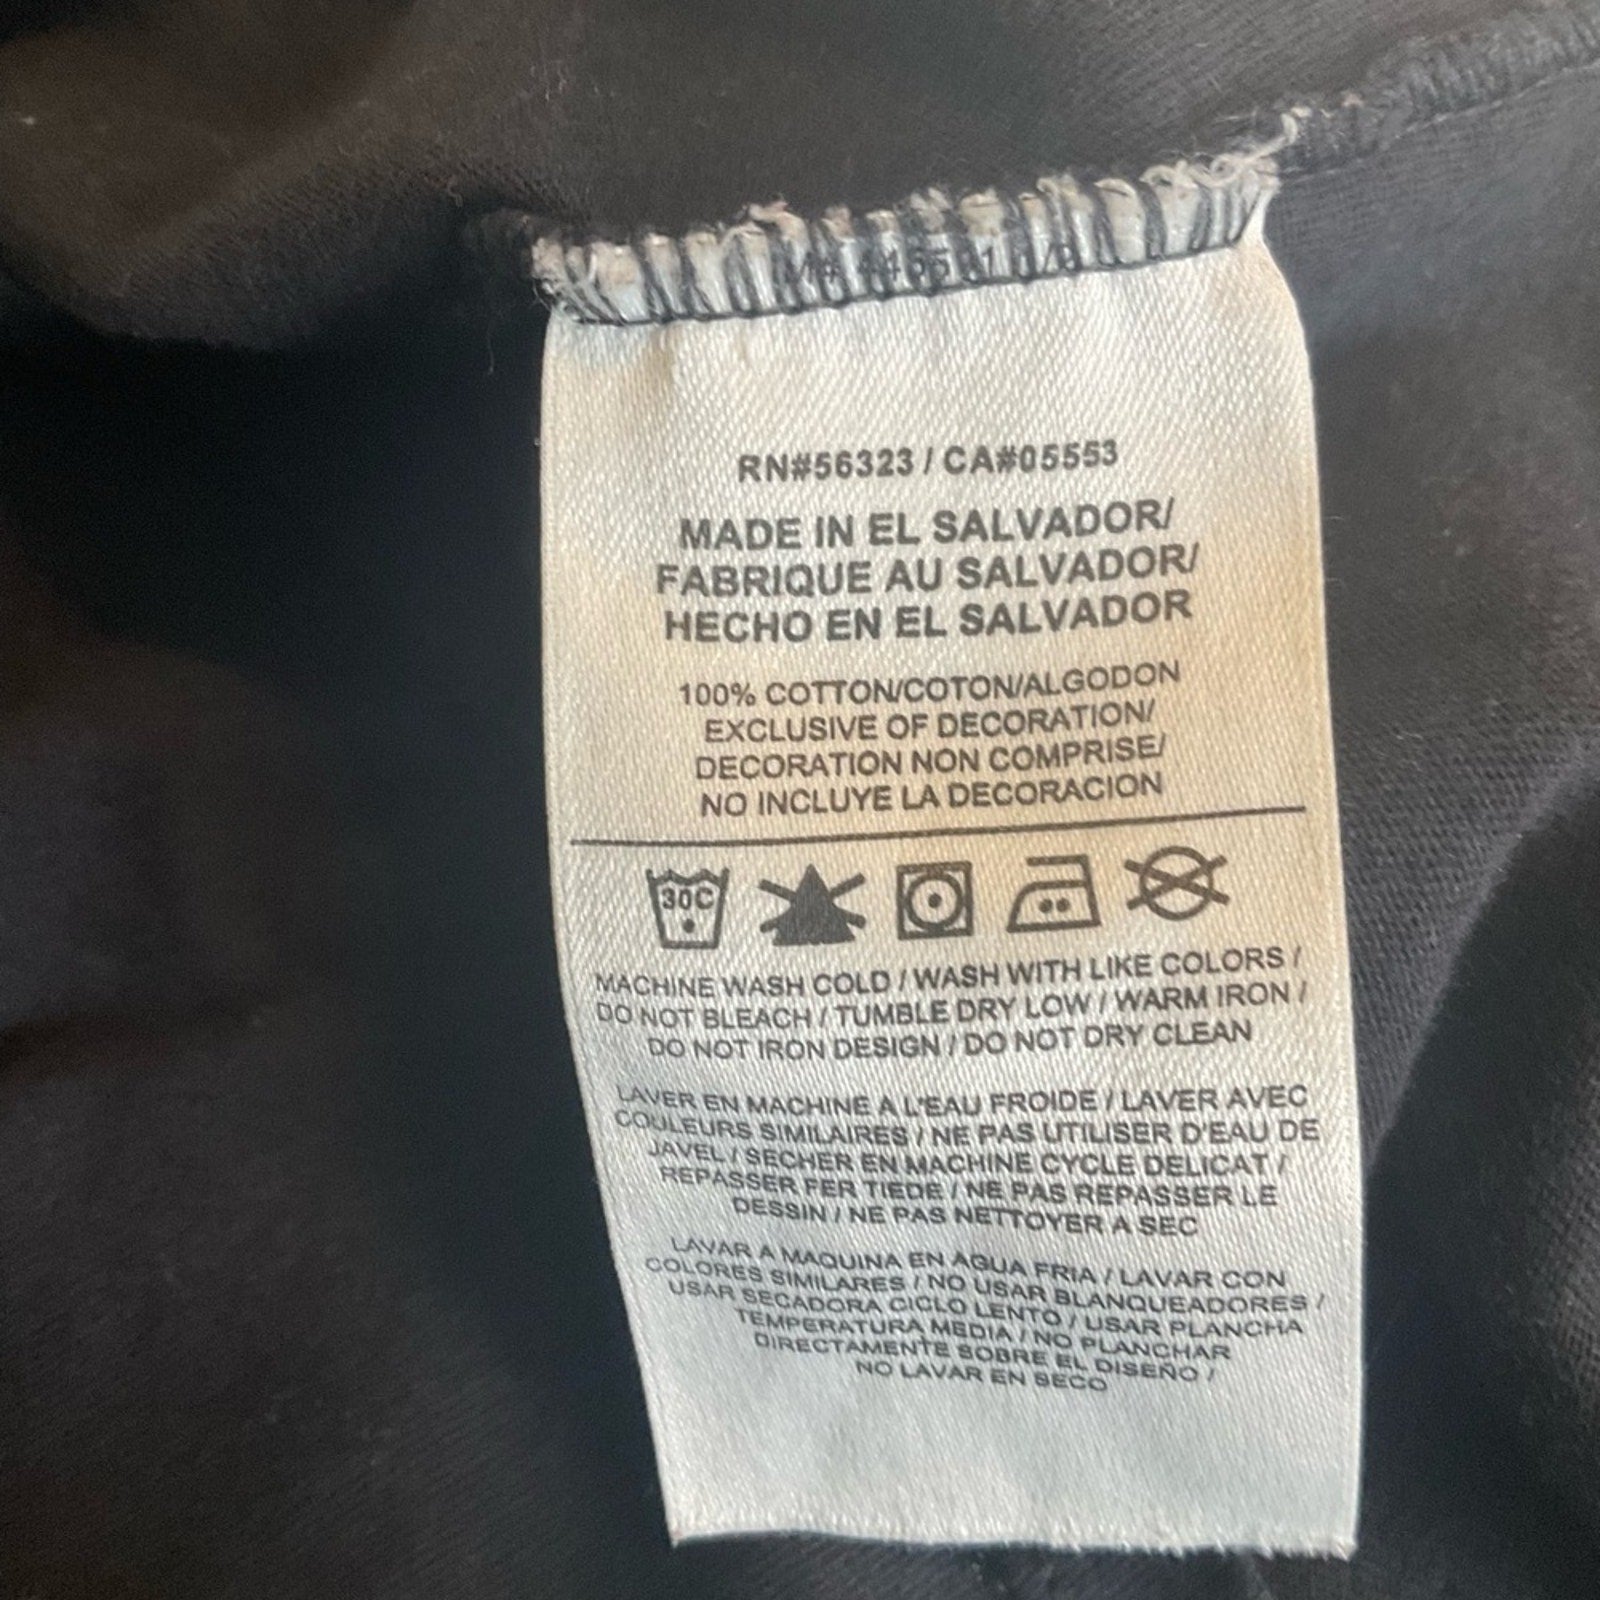 RN#56323 / CA#05553
MADE IN EL SALVADOR/
FABRIQUE AU SALVADOR/
HECHO EN EL SALVADOR
100% COTTON/COTON/ALGODON
EXCLUSIVE OF DECORATION/
DECORATION NON COMPRISE/
NO INCLUYE LA DECORACION
30C
MACHINE WASH COLD / WASH WITH LIKE COLORS /
DO NOT BLEACH / TUMBLE DRY LOW / WARM IRON /
DO NOT IRON DESIGN / DO NOT DRY CLEAN
LAVER EN MACHINE A L'EAU FROIDE / LAVER AVEC
COULEURS SIMILAIRES / NE PAS UTILISER D'EAU DE
JAVEL / SECHER EN MACHINE CYCLE DELICAT /
REPASSER FER TIEDE / NE PAS REPASSER LE
DESSIN / NE PAS NETTOYER A SEC
LAVAR A MAQUINA EN AGUA FRIA / LAVAR CON
COLORES SIMILARES / NO USAR BLANQUEADORES /
USAR SECADORA CICLO LENTO / USAR PLANCHA
TEMPERATURA MEDIA / NO PLANCHAR
DIRECTAMENTE SOBRE EL DISEÑO /
NO LAVAR EN SECO